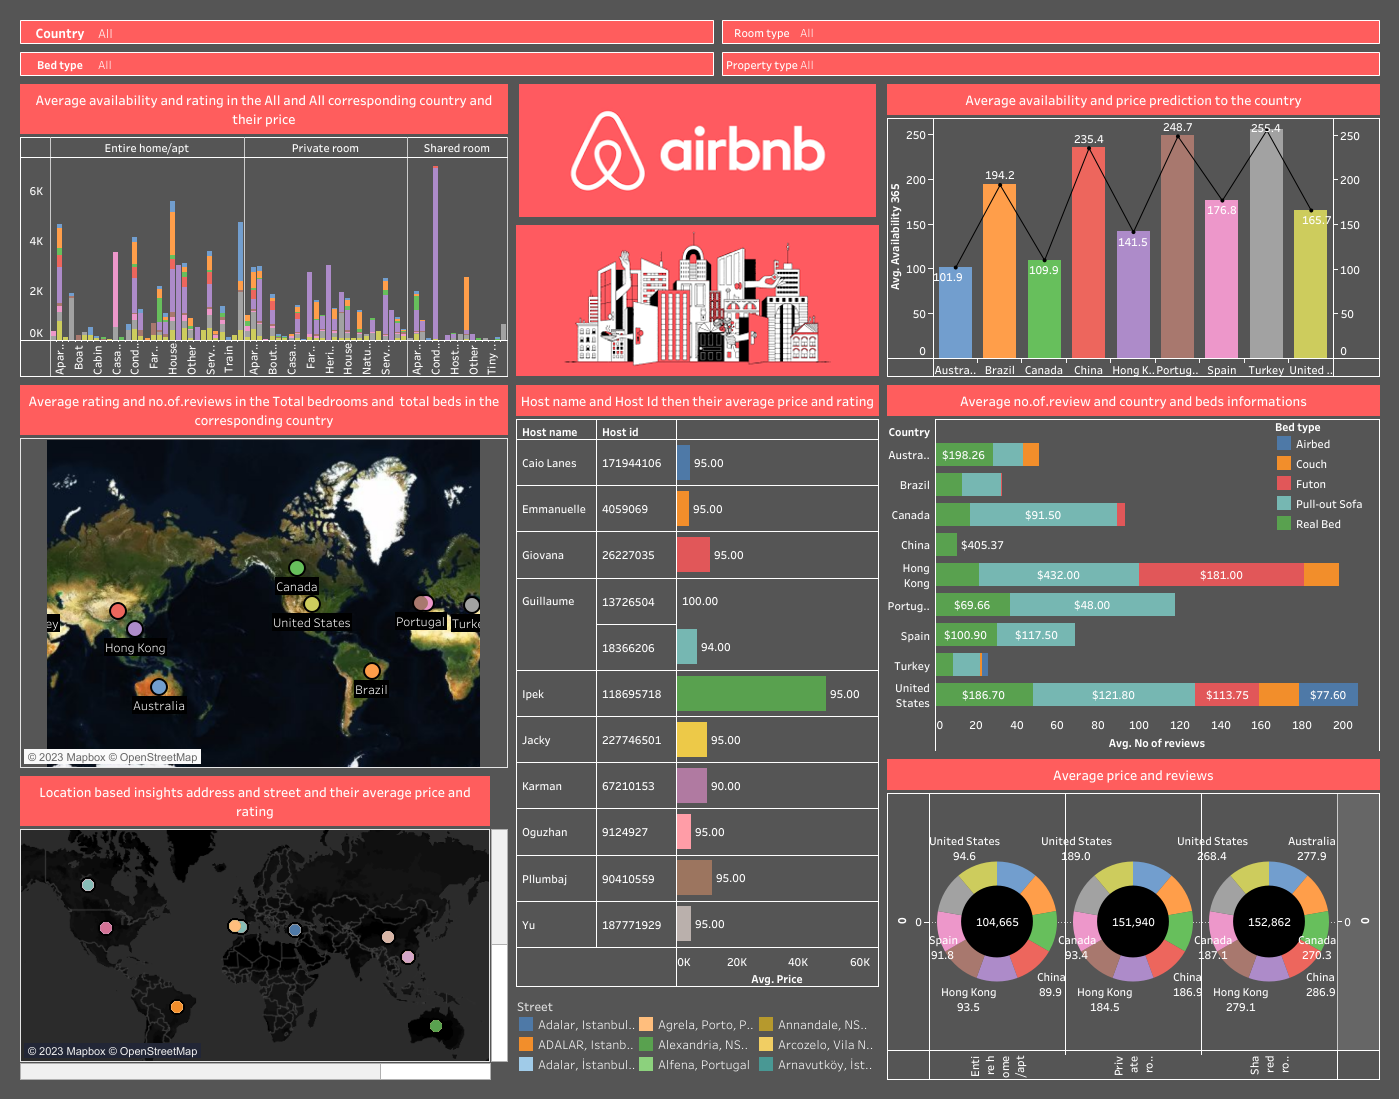 Country All
Room type All
Bed type All
Property type All
Average availability and rating in the All and All corresponding country and
their price
Entire home/apt
Private room
Shared room
6K
4K
2K
0K
Apar..
Boat
Cabin
Casa..
Cond..
Far..
House
Other
Serv..
Train
Apar..
Bout..
Casa..
Far..
Heri..
House
Natu..
Serv..
Apar..
Cond..
Host..
Other
Tiny ..
airbnb
Average availability and price prediction to the country
Avg. Availability 365
250
200
150
100
50
0
101.9
194.2
109.9
235.4
141.5
248.7
176.8
255.4
165.7
250
200
150
100
50
0
Austra..
Brazil
Canada
China
Hong K..
Portug..
Spain
Turkey
United ..
Average rating and no.of.reviews in the Total bedrooms and  total beds in the
corresponding country
Canada
United States
Portugal
Turke
ey
Hong Kong
Brazil
Australia
© 2023 Mapbox © OpenStreetMap
Location based insights address and street and their average price and
rating
© 2023 Mapbox © OpenStreetMap
Host name and Host Id then their average price and rating
Host name Host id
Caio Lanes 171944106 95.00
Emmanuelle 4059069 95.00
Giovana 26227035 95.00
Guillaume 13726504 100.00
18366206 94.00
Ipek 118695718 95.00
Jacky 227746501 95.00
Karman 67210153 90.00
Oguzhan 9124927 95.00
Pllumbaj 90410559 95.00
Yu 187771929 95.00
0K 20K 40K 60K
Avg. Price
Street
Adalar, Istanbul.. Agrela, Porto, P.. Annandale, NS..
ADALAR, Istanb.. Alexandria, NS.. Arcozelo, Vila N..
Adalar, İstanbul.. Alfena, Portugal Arnavutköy, İst..
Average no.of.review and country and beds informations
Country
Bed type
Airbed
Couch
Futon
Pull-out Sofa
Real Bed
Austra.. $198.26
Brazil
Canada $91.50
China $405.37
Hong
Kong $432.00 $181.00
Portug.. $69.66 $48.00
Spain $100.90 $117.50
Turkey
United
States $186.70 $121.80 $113.75 $77.60
0 20 40 60 80 100 120 140 160 180 200
Avg. No of reviews
Average price and reviews
0
0
United States
94.6
104,665
Spain
91.8
Hong Kong
93.5
China
89.9
United States
189.0
151,940
Canada
93.4
Hong Kong
184.5
China
186.9
United States
268.4
Australia
277.9
152,862
Canada
187.1
Canada
270.3
Hong Kong
279.1
China
286.9
0
0
Enti
re h
ome
/apt
Priv
ate
ro..
Sha
red
ro..